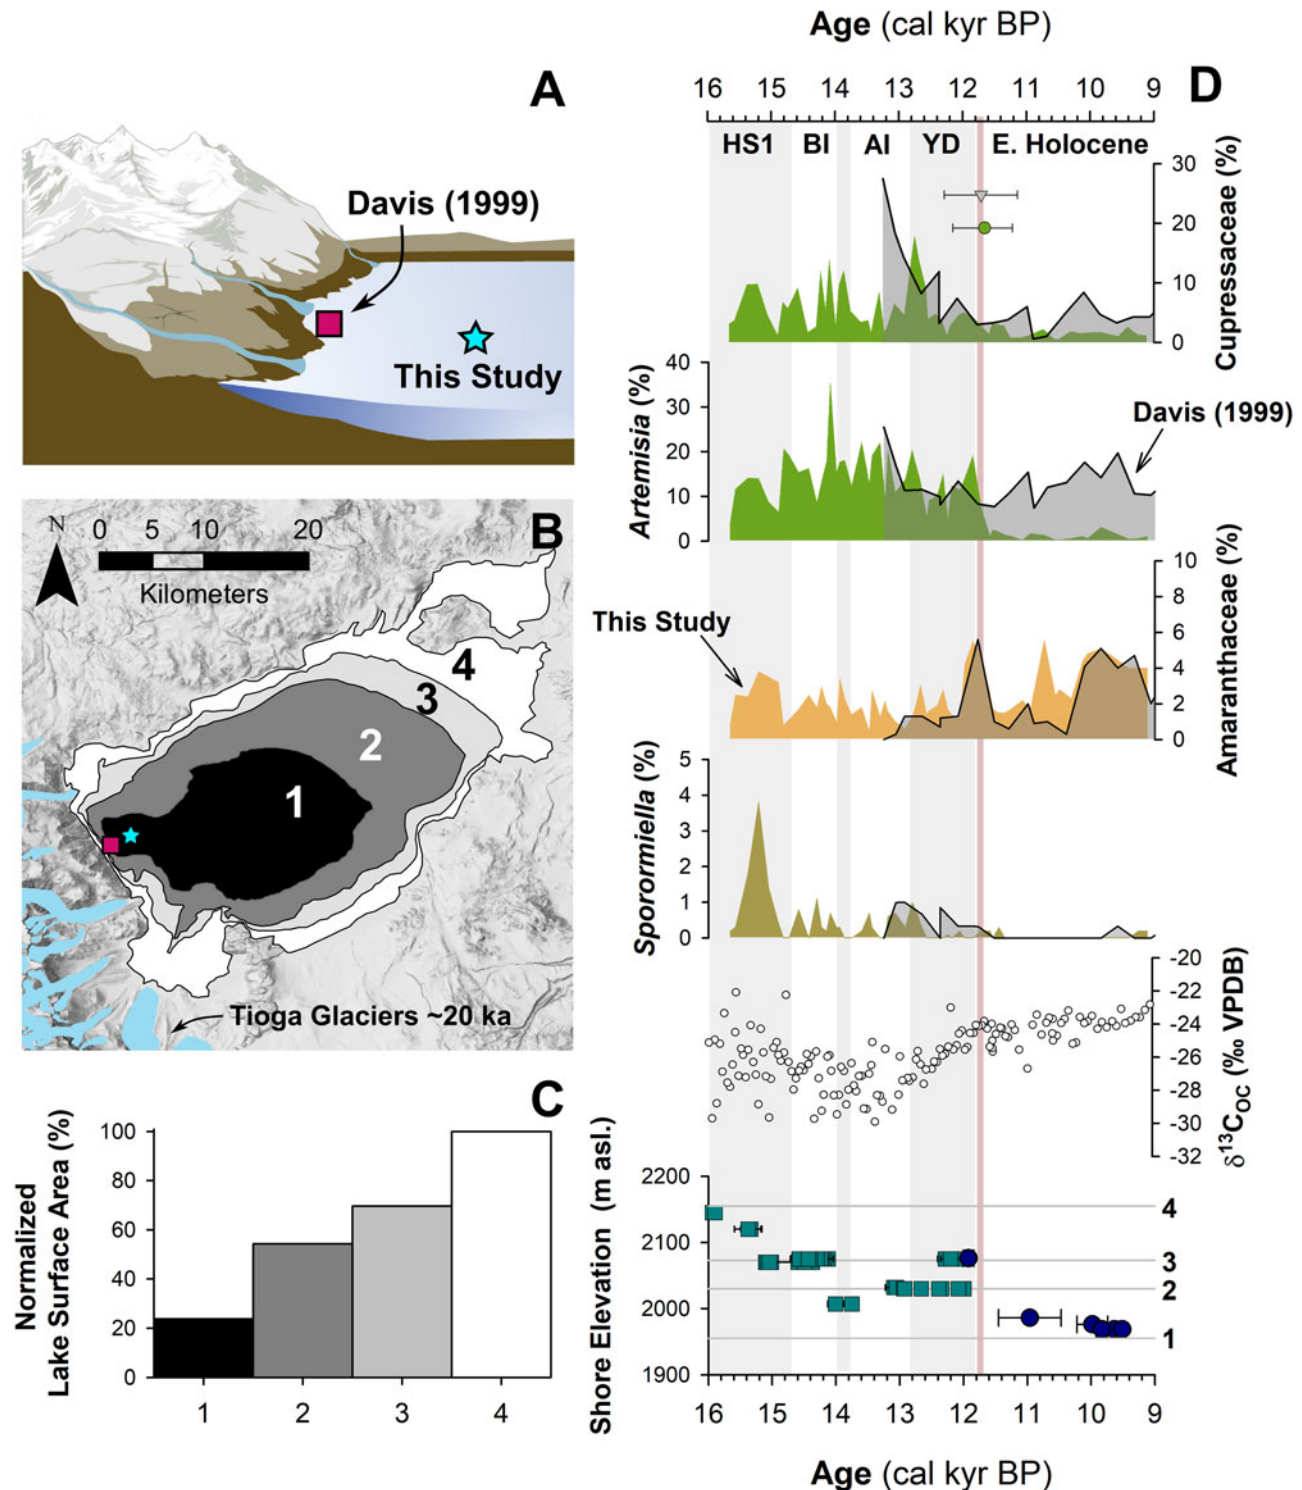 A
Davis (1999)
This Study
N
0 5 10 20
Kilometers
B
1
2
3
4
Tioga Glaciers ~20 ka
C
Normalized
Lake Surface Area (%)
100
80
60
40
20
0
1 2 3 4
D
Age (cal kyr BP)
16 15 14 13 12 11 10 9
HS1 Bl Al YD E. Holocene
30
20
10
0
Cupressaceae (%)
Artemisia (%)
40
30
20
10
0
Davis (1999)
This Study
10
8
6
4
2
0
Amaranthaceae (%)
Sporormiella (%)
5
4
3
2
1
0
-20
-22
-24
-26
-28
-30
-32
δ¹³C_OC (‰ VPDB)
Shore Elevation (m asl.)
2200
2100
2000
1900
4
3
2
1
16 15 14 13 12 11 10 9
Age (cal kyr BP)